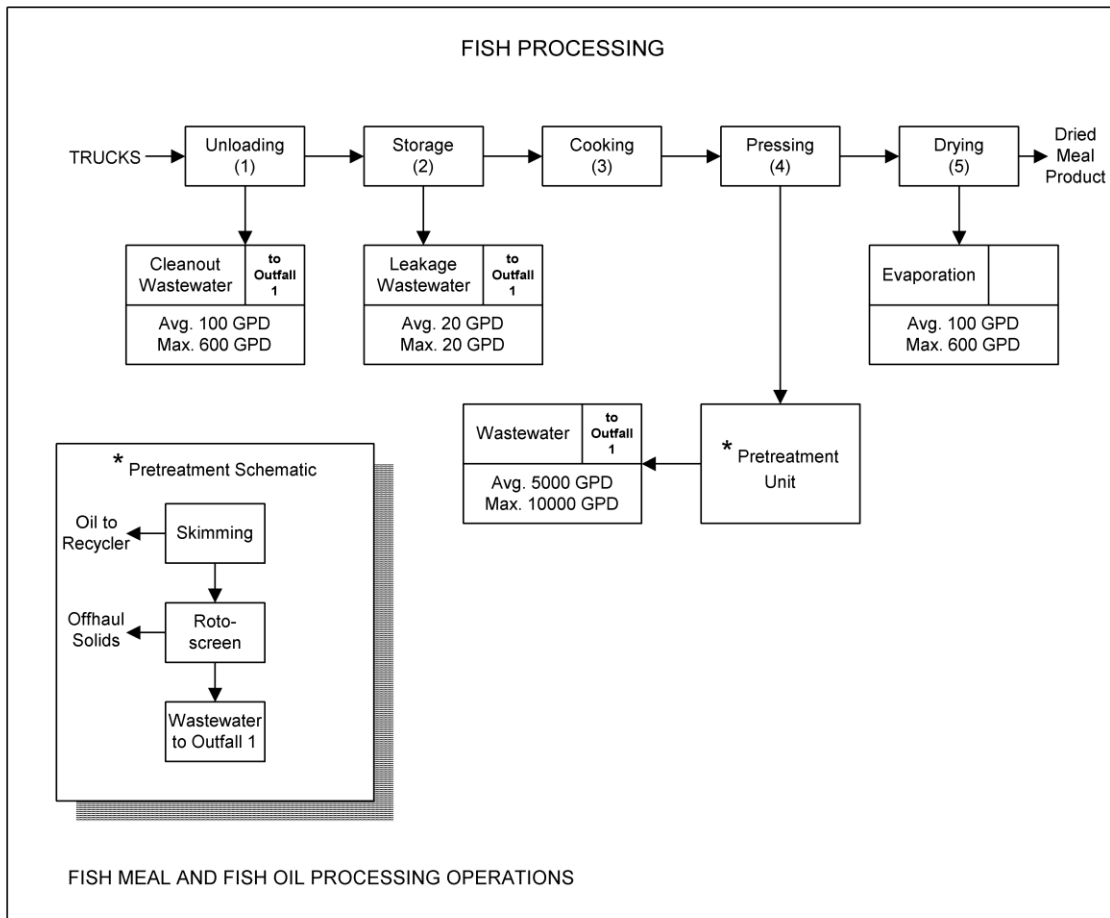 FISH PROCESSING
TRUCKS
Unloading
(1)
Storage
(2)
Cooking
(3)
Pressing
(4)
Drying
(5)
Dried
Meal
Product
Cleanout
Wastewater
to
Outfall
1
Avg. 100 GPD
Max. 600 GPD
Leakage
Wastewater
to
Outfall
1
Avg. 20 GPD
Max. 20 GPD
Evaporation
Avg. 100 GPD
Max. 600 GPD
Wastewater
to
Outfall
1
Avg. 5000 GPD
Max. 10000 GPD
* Pretreatment
Unit
* Pretreatment Schematic
Oil to
Recycler
Skimming
Offhaul
Solids
Roto-
screen
Wastewater
to Outfall 1
FISH MEAL AND FISH OIL PROCESSING OPERATIONS